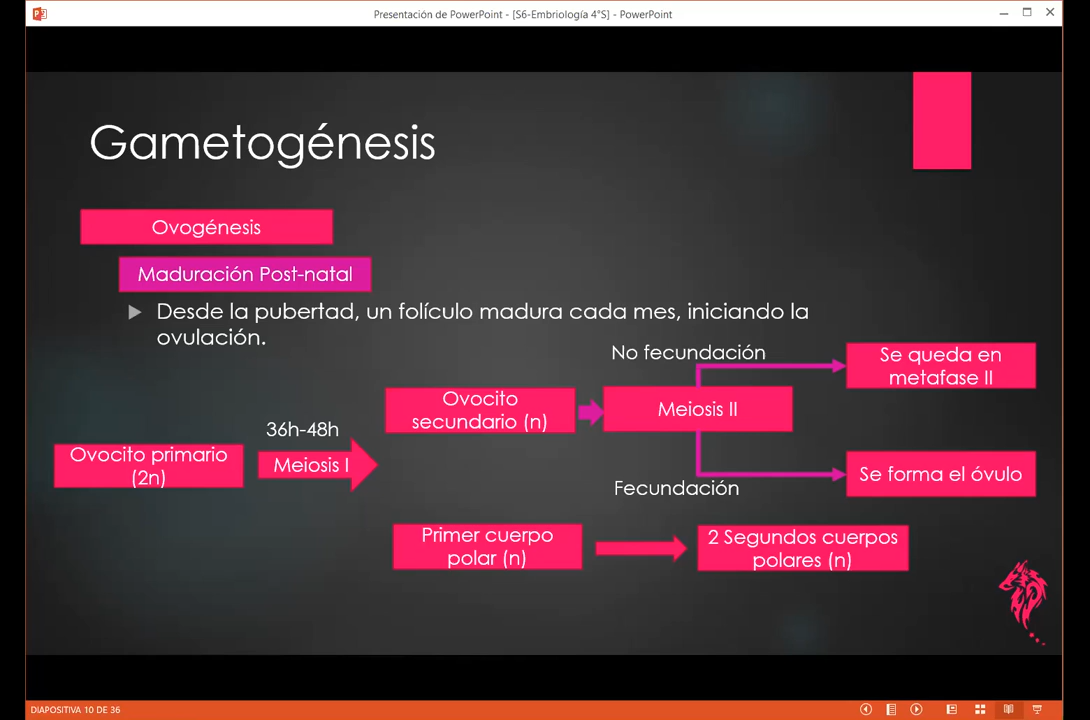 Presentación de PowerPoint - [S6-Embriología 4°S] - PowerPoint
Gametogénesis
Ovogénesis
Maduración Post-natal
Desde la pubertad, un folículo madura cada mes, iniciando la
ovulación.
No fecundación
Se queda en
metafase II
Ovocito
secundario (n)
Meiosis II
36h-48h
Ovocito primario
(2n)
Meiosis I
Se forma el óvulo
Fecundación
Primer cuerpo
polar (n)
2 Segundos cuerpos
polares (n)
DIAPOSITIVA 10 DE 36